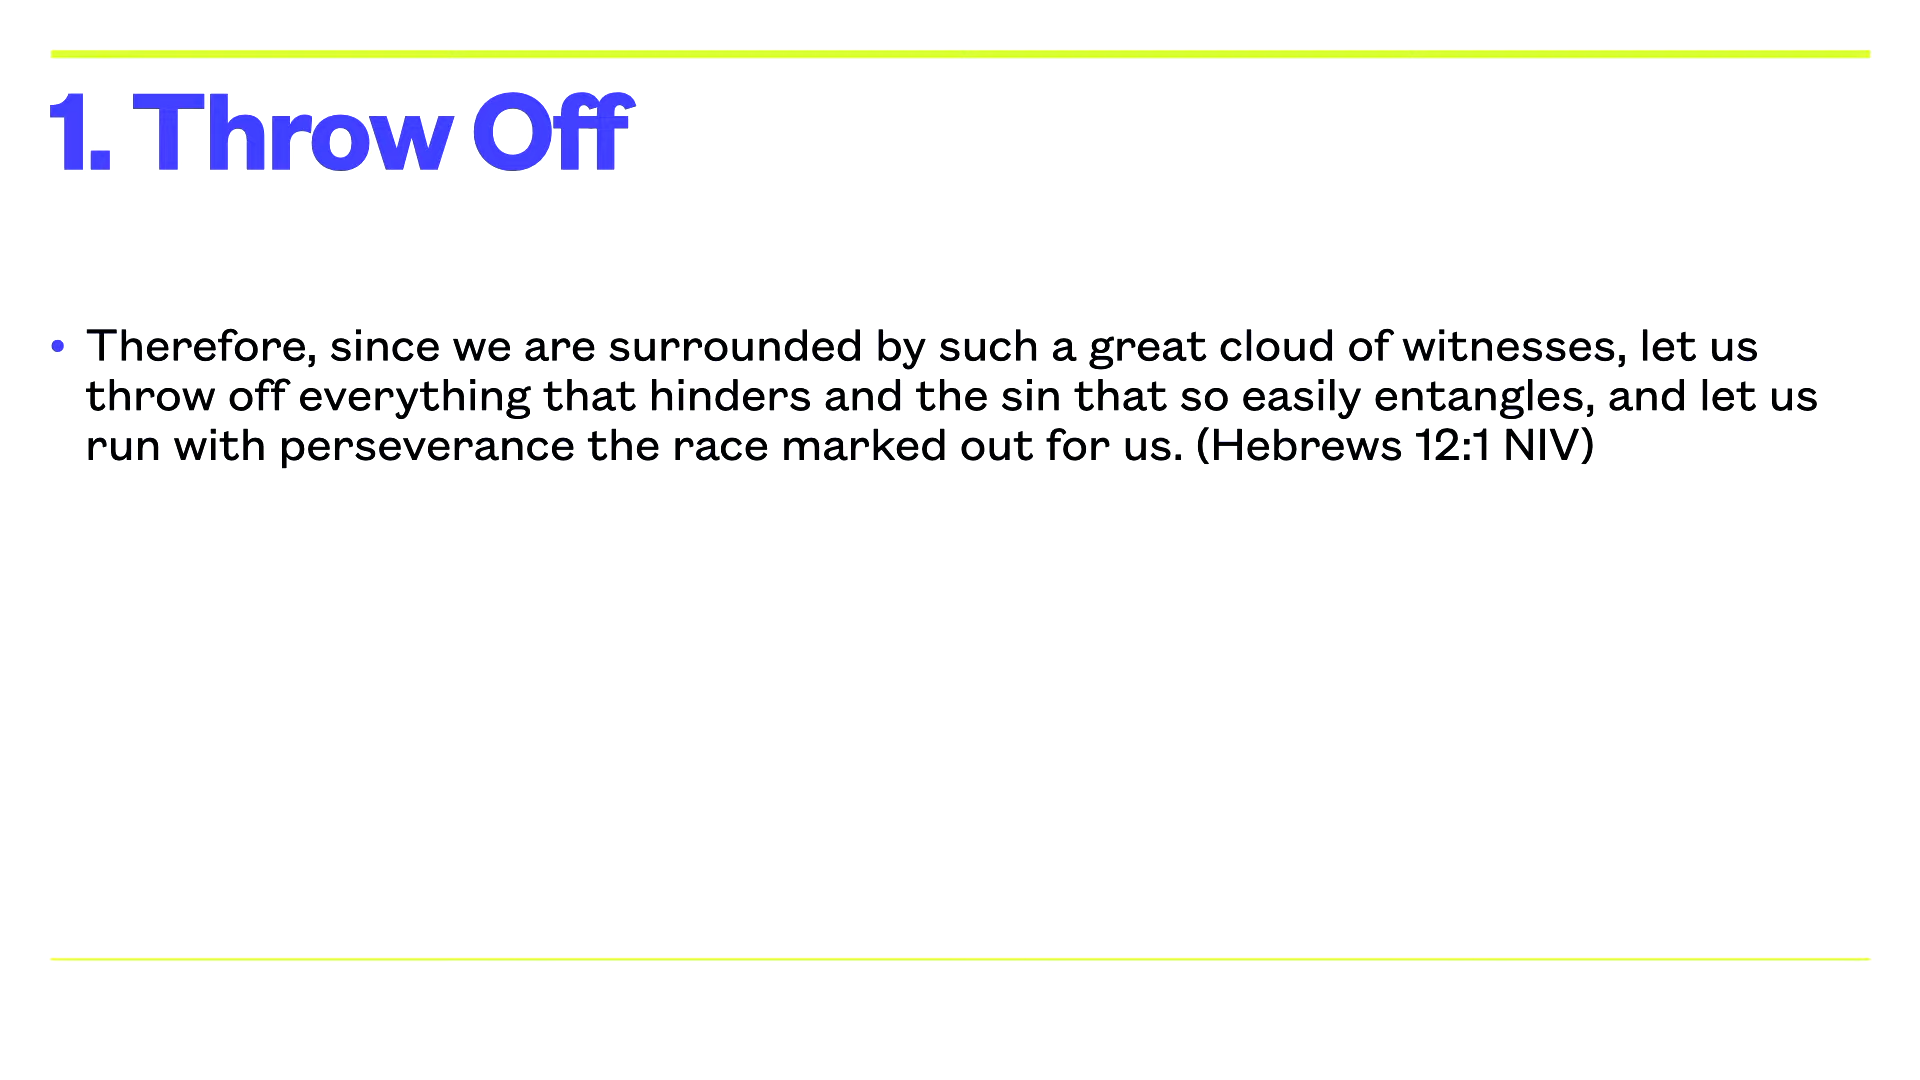 1. Throw Off
• Therefore, since we are surrounded by such a great cloud of witnesses, let us
throw off everything that hinders and the sin that so easily entangles, and let us
run with perseverance the race marked out for us. (Hebrews 12:1 NIV)